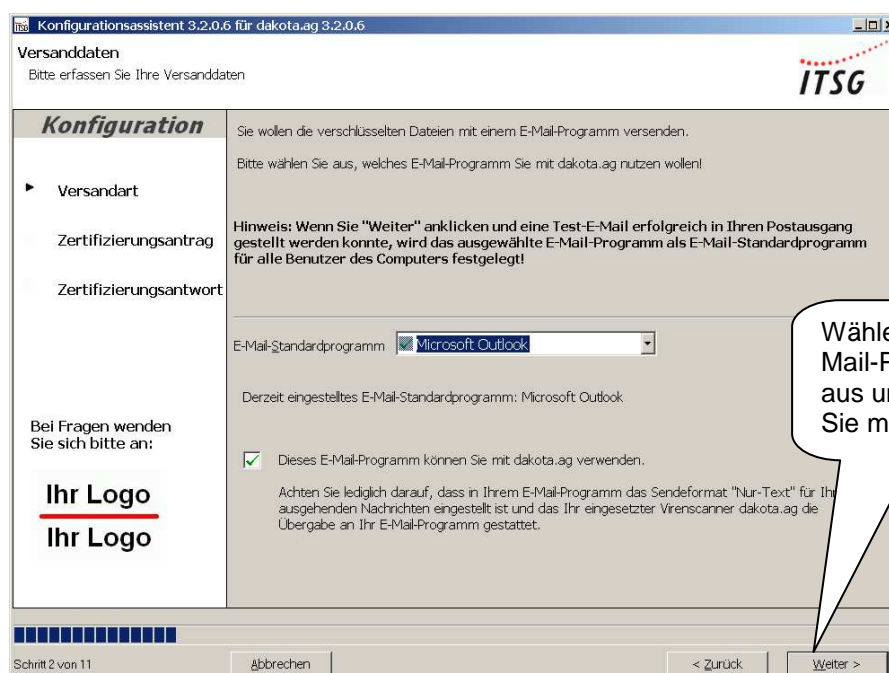 ITSG Konfigurationsassistent 3.2.0.6 für dakota.ag 3.2.0.6
Versanddaten
Bitte erfassen Sie Ihre Versanddaten
ITSG
Konfiguration
Versandart
Zertifizierungsantrag
Zertifizierungsantwort
Bei Fragen wenden
Sie sich bitte an:
Ihr Logo
Ihr Logo
Sie wollen die verschlüsselten Dateien mit einem E-Mail-Programm versenden.
Bitte wählen Sie aus, welches E-Mail-Programm Sie mit dakota.ag nutzen wollen!
Hinweis: Wenn Sie "Weiter" anklicken und eine Test-E-Mail erfolgreich in Ihren Postausgang
gestellt werden konnte, wird das ausgewählte E-Mail-Programm als E-Mail-Standardprogramm
für alle Benutzer des Computers festgelegt!
E-Mail-Standardprogramm Microsoft Outlook
Derzeit eingestelltes E-Mail-Standardprogramm: Microsoft Outlook
Dieses E-Mail-Programm können Sie mit dakota.ag verwenden.
Achten Sie lediglich darauf, dass in Ihrem E-Mail-Programm das Sendeformat "Nur-Text" für
ausgehenden Nachrichten eingestellt ist und das Ihr eingesetzter Virenscanner dakota.ag die
Übergabe an Ihr E-Mail-Programm gestattet.
Mail-
aus
Sie
Schritt 2 von 11
Abbrechen
< Zurück
Weiter >